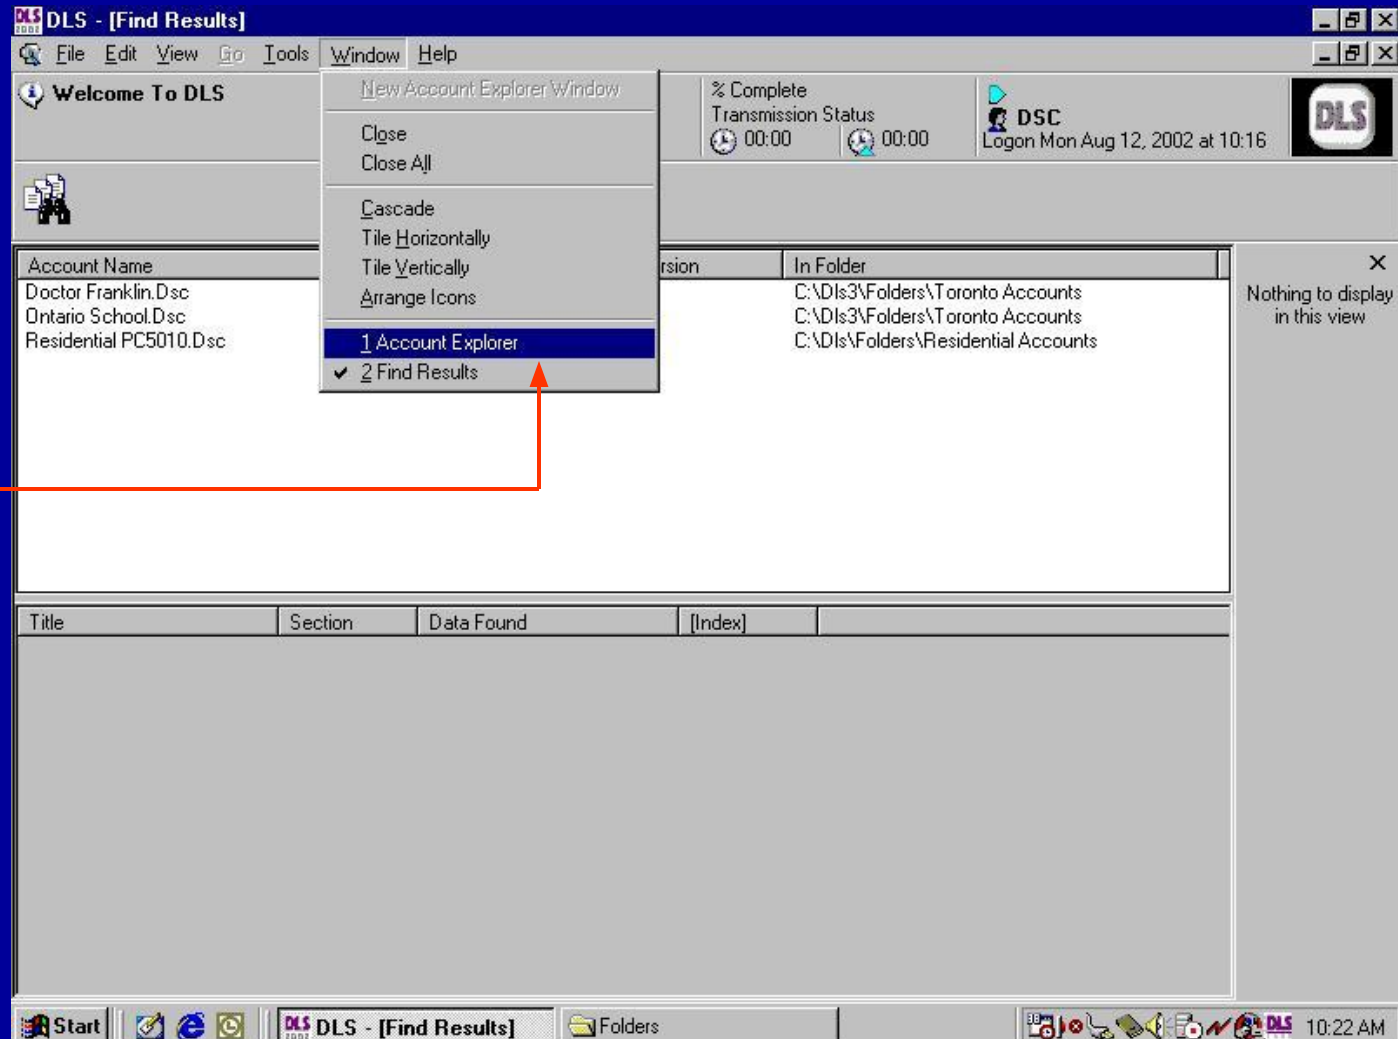 DLS - [Find Results]
File Edit View Go Tools Window Help
Welcome To DLS
% Complete
Transmission Status
00:00 00:00
DSC
Logon Mon Aug 12, 2002 at 10:16
DLS
New Account Explorer Window
Close
Close All
Cascade
Tile Horizontally
Tile Vertically
Arrange Icons
1 Account Explorer
2 Find Results
Account Name rsion In Folder
Doctor Franklin.Dsc C:\Dls3\Folders\Toronto Accounts
Ontario School.Dsc C:\Dls3\Folders\Toronto Accounts
Residential PC5010.Dsc C:\Dls\Folders\Residential Accounts
Nothing to display
in this view
Title Section Data Found [Index]
Start DLS - [Find Results] Folders DLS 10:22 AM